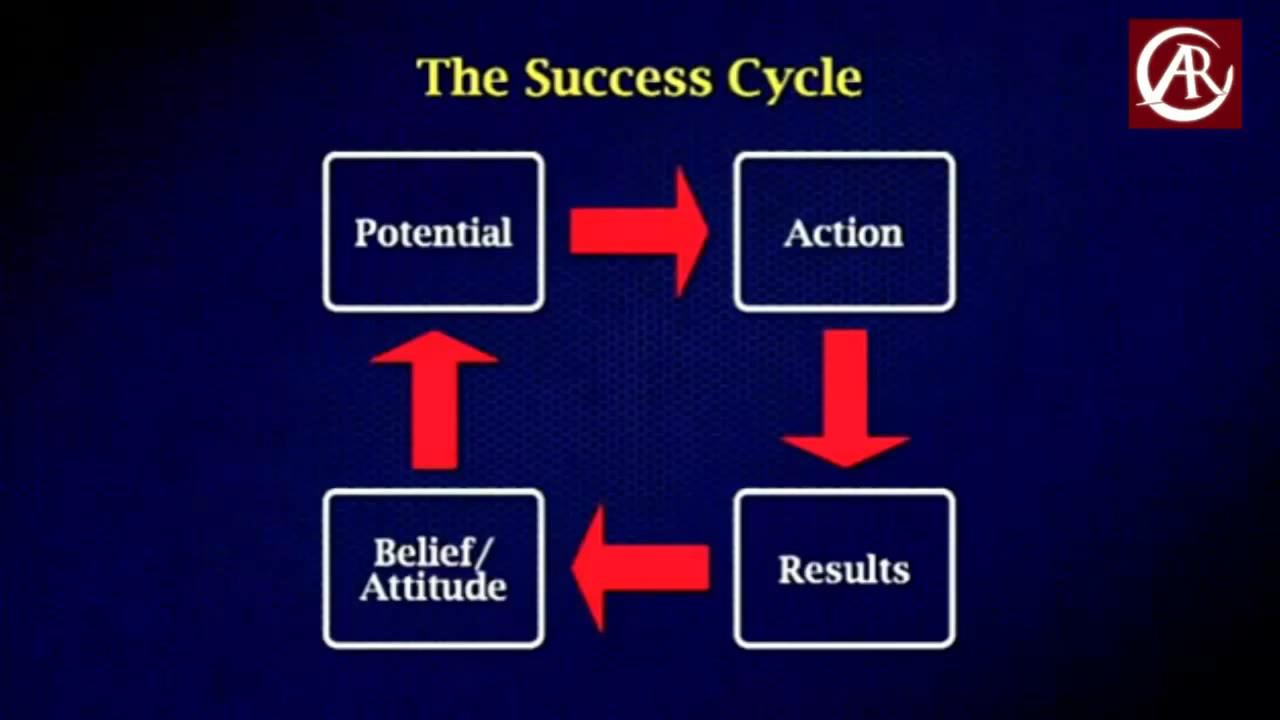 The Success Cycle
Potential
Action
Belief/
Attitude
Results